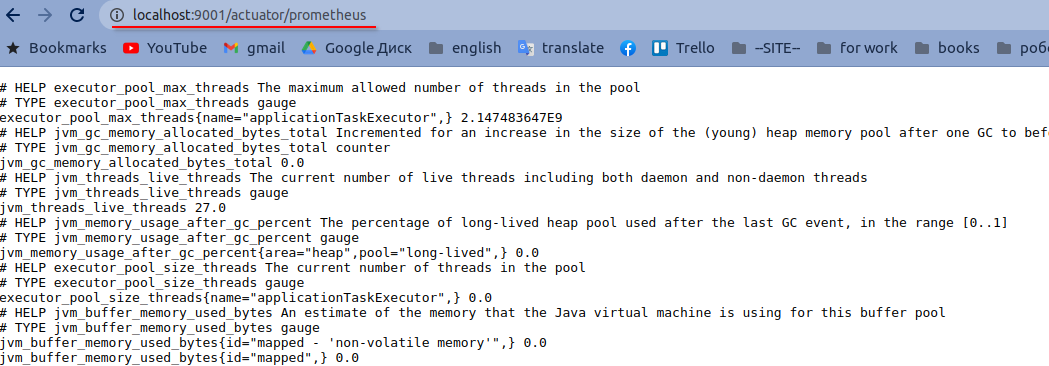 localhost:9001/actuator/prometheus
Bookmarks YouTube gmail Google Диск english translate Trello --SITE-- for work books
# HELP executor_pool_max_threads The maximum allowed number of threads in the pool
# TYPE executor_pool_max_threads gauge
executor_pool_max_threads{name="applicationTaskExecutor",} 2.147483647E9
# HELP jvm_gc_memory_allocated_bytes_total Incremented for an increase in the size of the (young) heap memory pool after one GC to
# TYPE jvm_gc_memory_allocated_bytes_total counter
jvm_gc_memory_allocated_bytes_total 0.0
# HELP jvm_threads_live_threads The current number of live threads including both daemon and non-daemon threads
# TYPE jvm_threads_live_threads gauge
jvm_threads_live_threads 27.0
# HELP jvm_memory_usage_after_gc_percent The percentage of long-lived heap pool used after the last GC event, in the range [0..1]
# TYPE jvm_memory_usage_after_gc_percent gauge
jvm_memory_usage_after_gc_percent{area="heap",pool="long-lived",} 0.0
# HELP executor_pool_size_threads The current number of threads in the pool
# TYPE executor_pool_size_threads gauge
executor_pool_size_threads{name="applicationTaskExecutor",} 0.0
# HELP jvm_buffer_memory_used_bytes An estimate of the memory that the Java virtual machine is using for this buffer pool
# TYPE jvm_buffer_memory_used_bytes gauge
jvm_buffer_memory_used_bytes{id="mapped - 'non-volatile memory'",} 0.0
jvm_buffer_memory_used_bytes{id="mapped",} 0.0